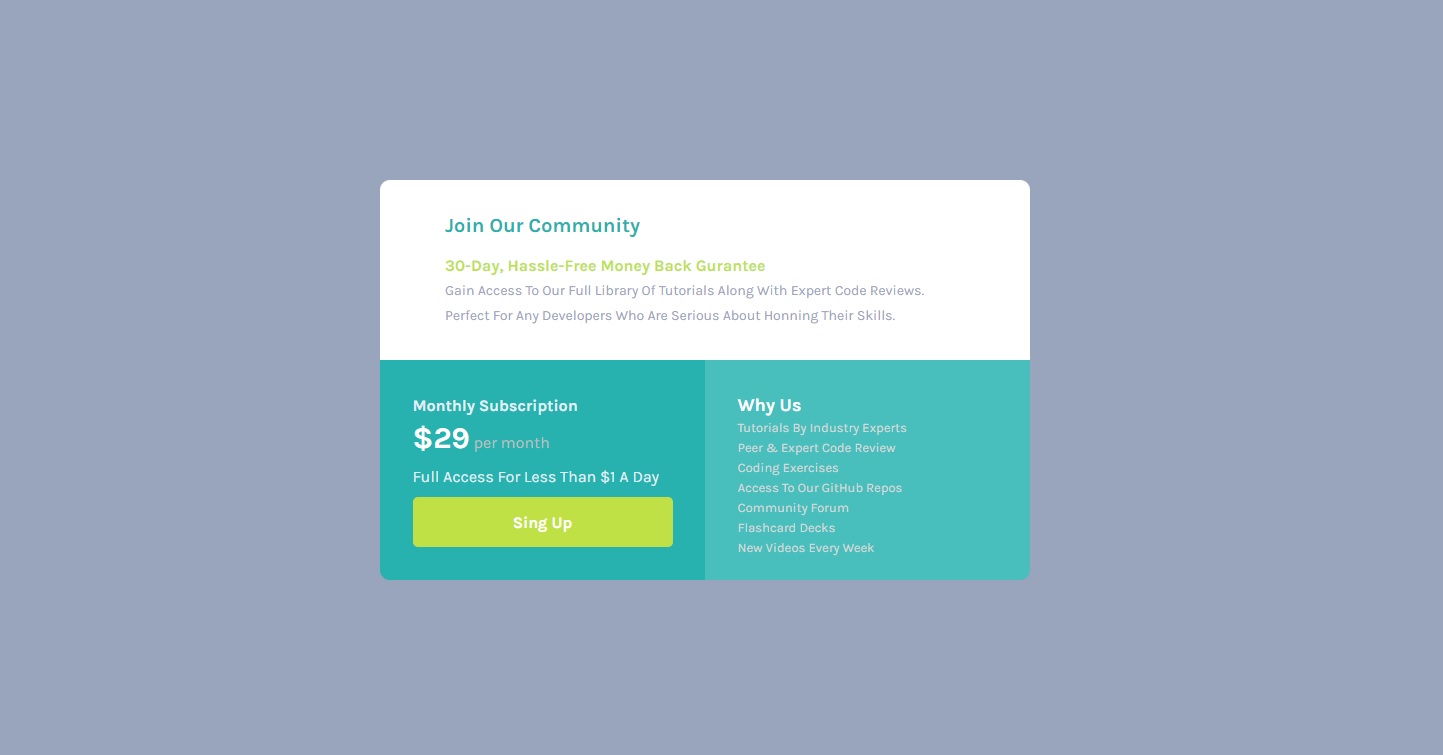 Join Our Community
30-Day, Hassle-Free Money Back Gurantee
Gain Access To Our Full Library Of Tutorials Along With Expert Code Reviews.
Perfect For Any Developers Who Are Serious About Honning Their Skills.
Monthly Subscription
$29 per month
Full Access For Less Than $1 A Day
Sing Up
Why Us
Tutorials By Industry Experts
Peer & Expert Code Review
Coding Exercises
Access To Our GitHub Repos
Community Forum
Flashcard Decks
New Videos Every Week